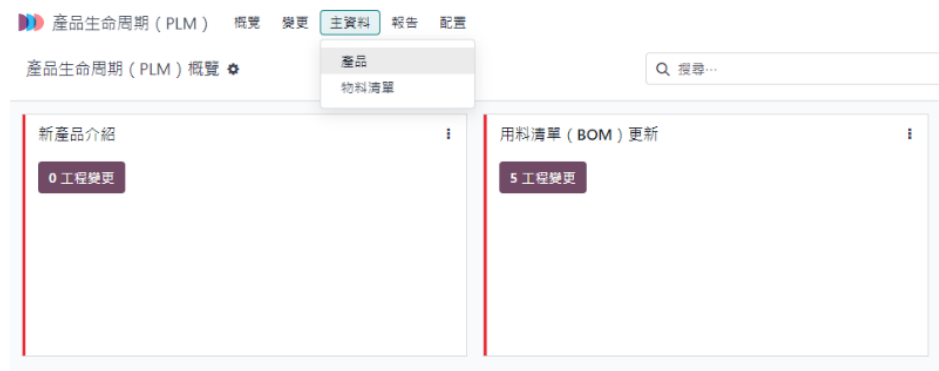 產品生命周期（PLM） 概覽 變更 主資料 報告 配置
產品生命周期（PLM）概覽
產品
物料清單
搜尋…
新產品介紹
0 工程變更
用料清單（BOM）更新
5 工程變更